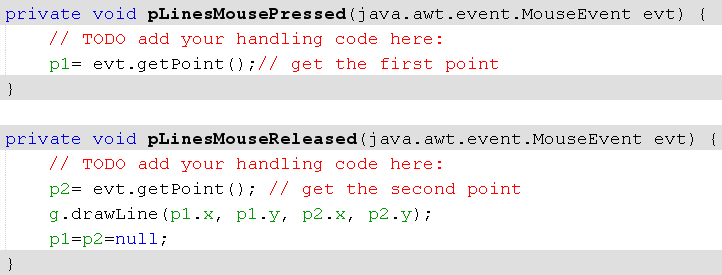 private void pLinesMousePressed(java.awt.event.MouseEvent evt) {
// TODO add your handling code here:
p1= evt.getPoint();// get the first point
}
private void pLinesMouseReleased(java.awt.event.MouseEvent evt) {
// TODO add your handling code here:
p2= evt.getPoint(); // get the second point
g.drawLine(p1.x, p1.y, p2.x, p2.y);
p1=p2=null;
}